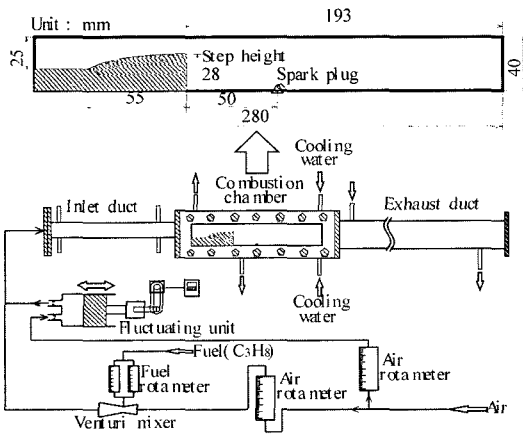 Unit : mm
193
25
Step height
28
Spark plug
40
55
50
280
Cooling
water
Combustion
chamber
Inlet duct
Exhaust duct
Cooling
water
Fluctuating unit
Fuel(C3H8)
Fuel
rotameter
Air
rotameter
Air
rotameter
Venturi mixer
Air